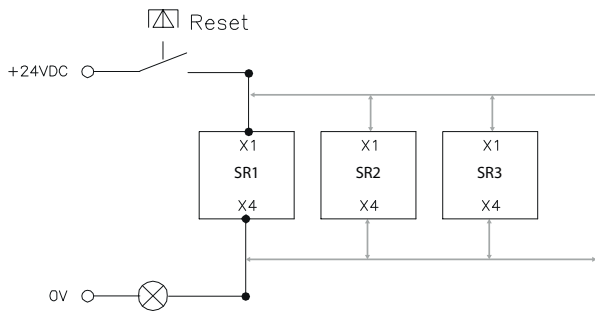 Reset
+24VDC
X1 X1 X1
SR1 SR2 SR3
X4 X4 X4
0V